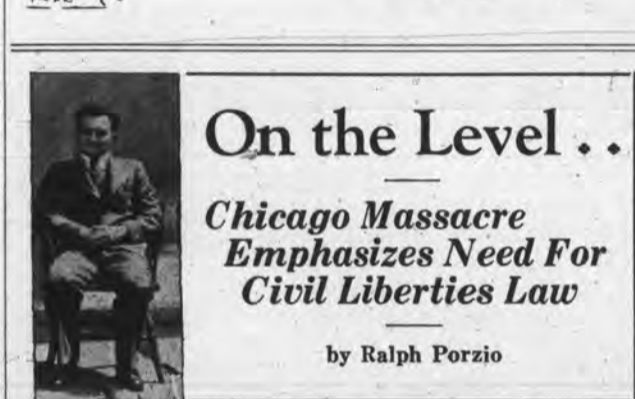 On the Level . .
Chicago Massacre
Emphasizes Need For
Civil Liberties Law
by Ralph Porzio